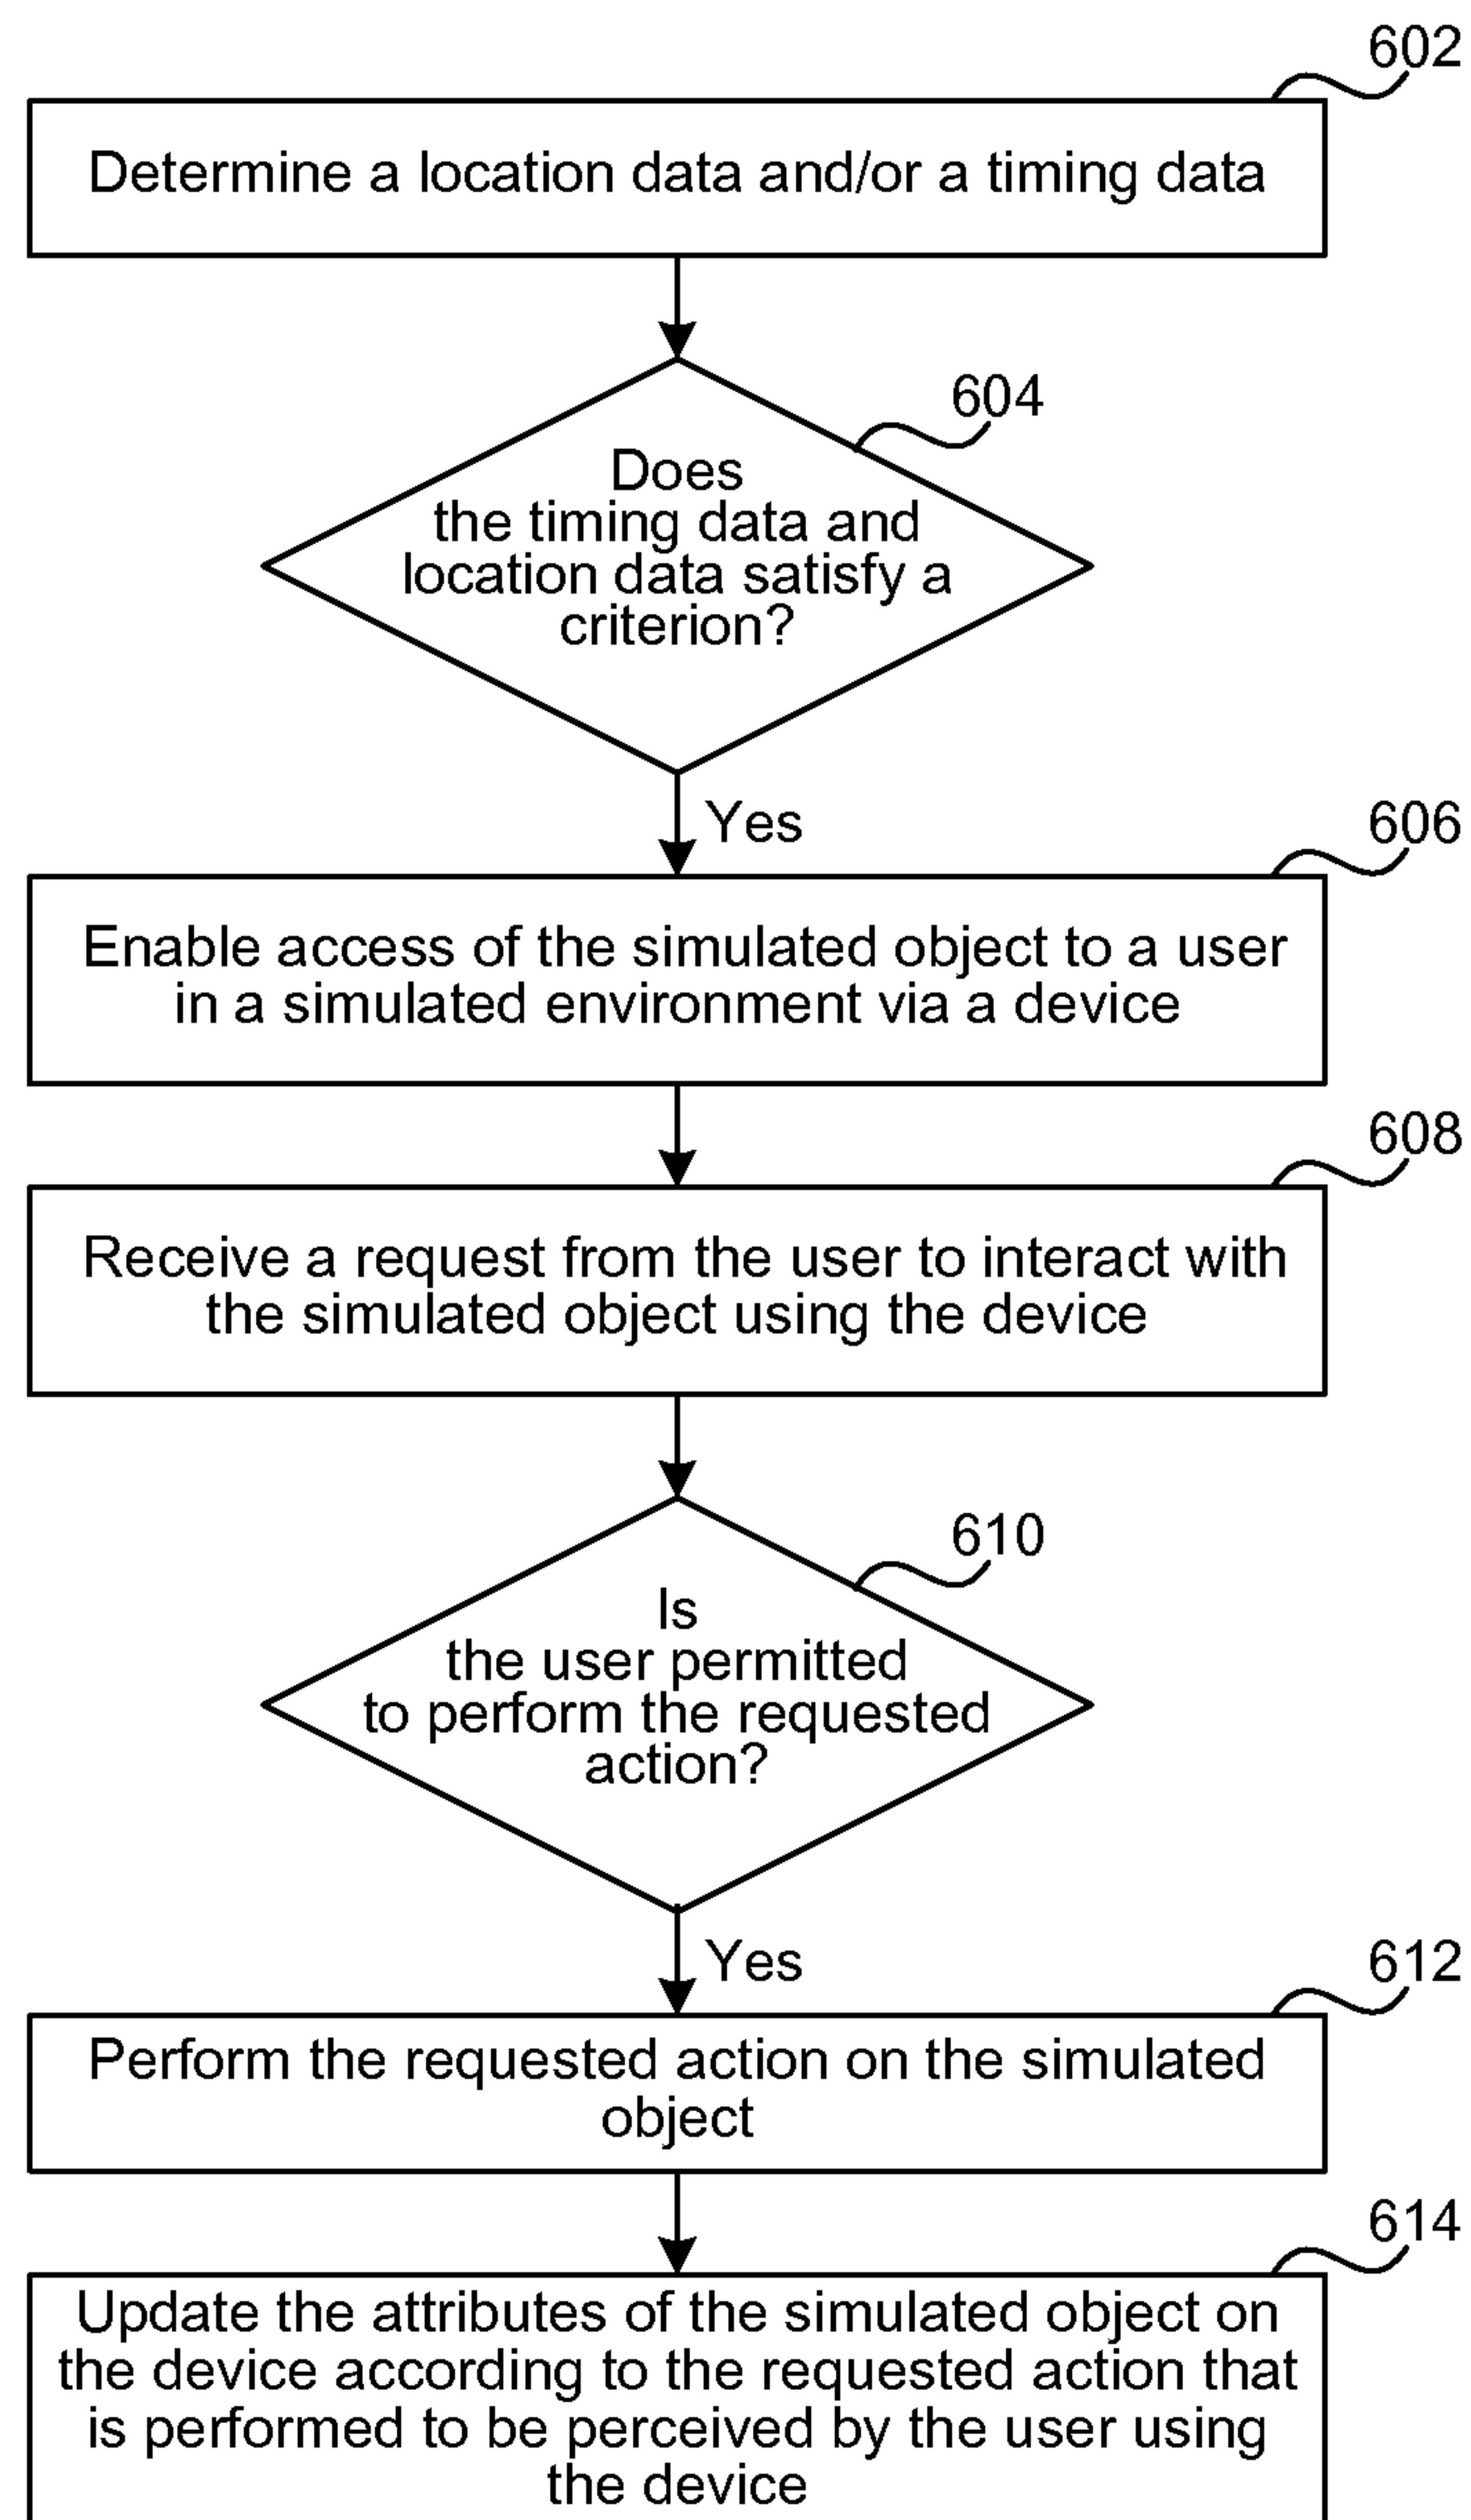 602
Determine a location data and/or a timing data
604
Does
the timing data and
location data satisfy a
criterion?
Yes
606
Enable access of the simulated object to a user
in a simulated environment via a device
608
Receive a request from the user to interact with
the simulated object using the device
610
Is
the user permitted
to perform the requested
action?
Yes
612
Perform the requested action on the simulated
object
614
Update the attributes of the simulated object on
the device according to the requested action that
is performed to be perceived by the user using
the device